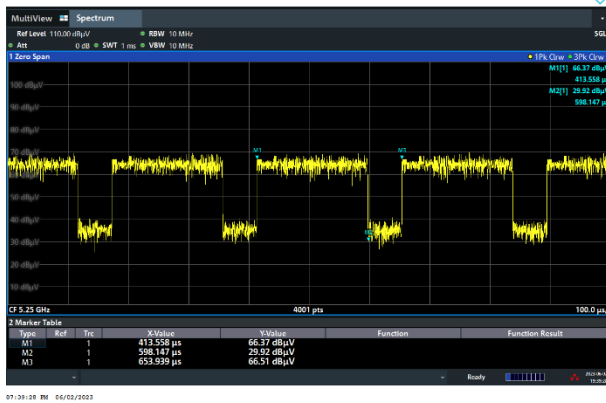 MultiView Spectrum
Ref Level 110.00 dBµV RBW 10 MHz SGL
Att 0 dB SWT 1 ms VBW 10 MHz
1 Zero Span 1Pk Clrw 3Pk Clrw
M1[1] 66.37 dBµV
413.558 µ
M2[1] 29.92 dBµV
598.147 µ
100 dBµV
90 dBµV
80 dBµV
70 dBµV
M1
M3
50 dBµV
40 dBµV
30 dBµV
20 dBµV
10 dBµV
CF 5.25 GHz 4001 pts 100.0 µs/
2 Marker Table
Type Ref Trc X-Value Y-Value Function Function Result
M1 1 413.558 µs 66.37 dBµV
M2 1 598.147 µs 29.92 dBµV
M3 1 653.939 µs 66.51 dBµV
Ready
07:39:28 PM 06/02/2023